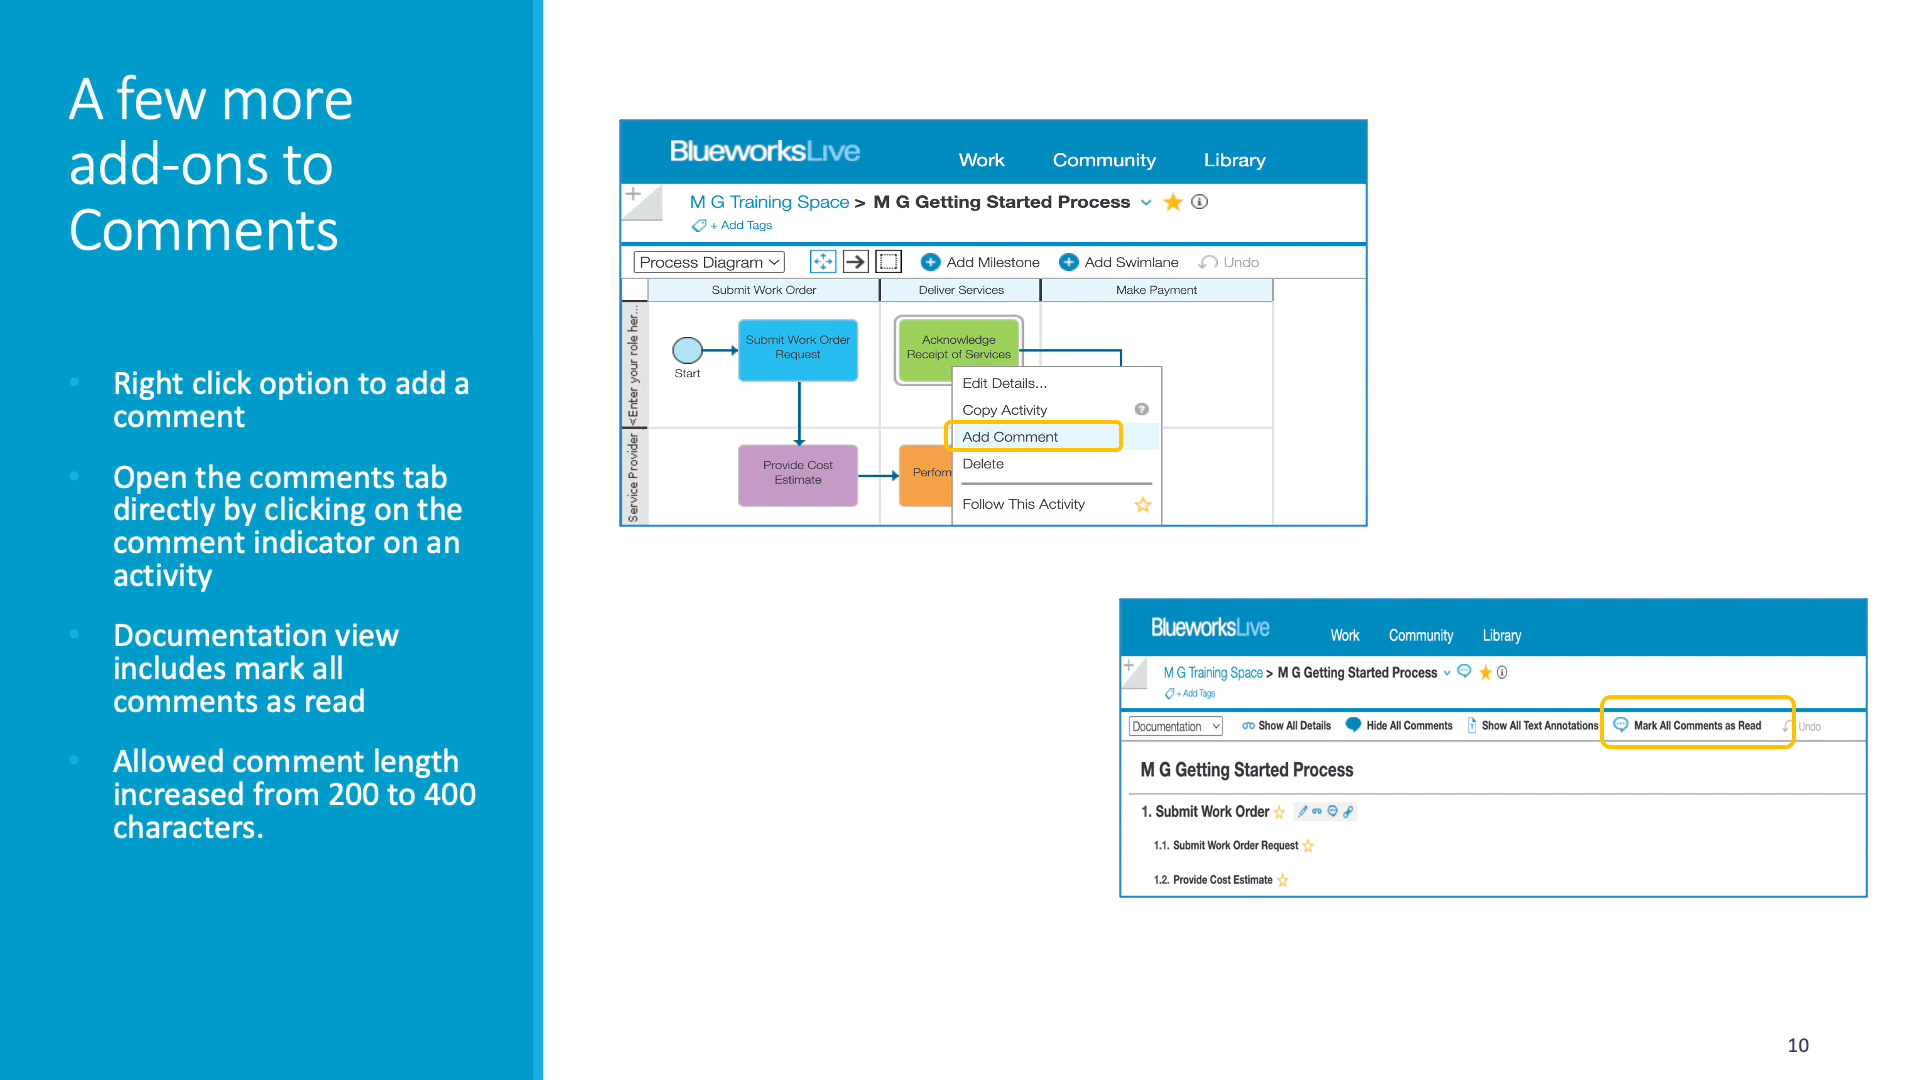 A few more
add-ons to
Comments
Right click option to add a
comment
Open the comments tab
directly by clicking on the
comment indicator on an
activity
Documentation view
includes mark all
comments as read
Allowed comment length
increased from 200 to 400
characters.
BlueworksLive
Work Community Library
M G Training Space > M G Getting Started Process
+ Add Tags
Process Diagram Add Milestone Add Swimlane Undo
Submit Work Order Deliver Services Make Payment
<Enter your role her...
Start
Submit Work Order
Request
Acknowledge
Receipt of Services
Edit Details...
Copy Activity
Add Comment
Delete
Follow This Activity
Service Provider
Provide Cost
Estimate
Perform
BlueworksLive
Work Community Library
M G Training Space > M G Getting Started Process
+ Add Tags
Documentation Show All Details Hide All Comments Show All Text Annotations Mark All Comments as Read Undo
M G Getting Started Process
1. Submit Work Order
1.1. Submit Work Order Request
1.2. Provide Cost Estimate
10